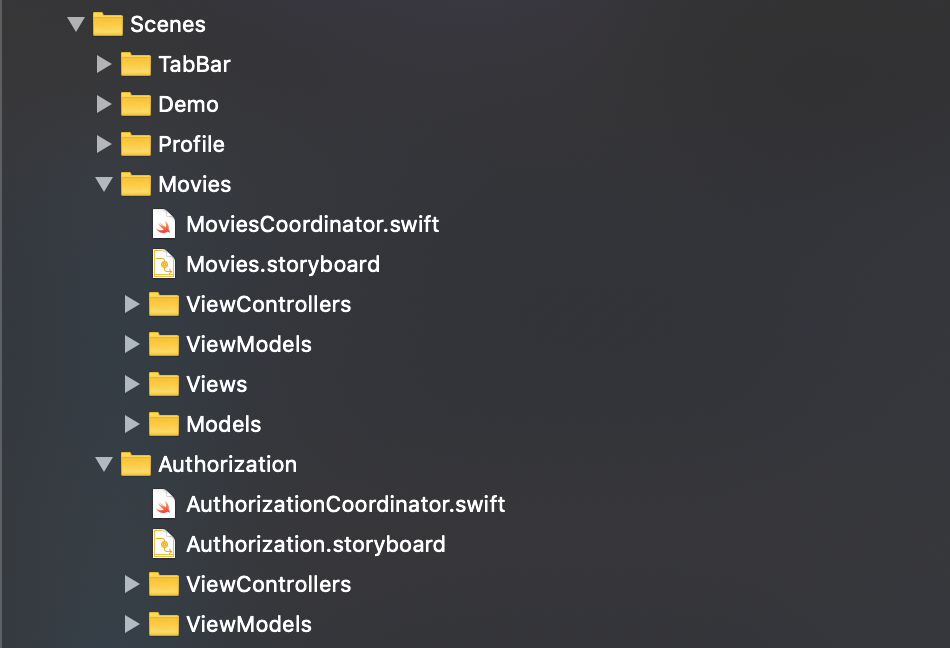 Scenes
TabBar
Demo
Profile
Movies
MoviesCoordinator.swift
Movies.storyboard
ViewControllers
ViewModels
Views
Models
Authorization
AuthorizationCoordinator.swift
Authorization.storyboard
ViewControllers
ViewModels